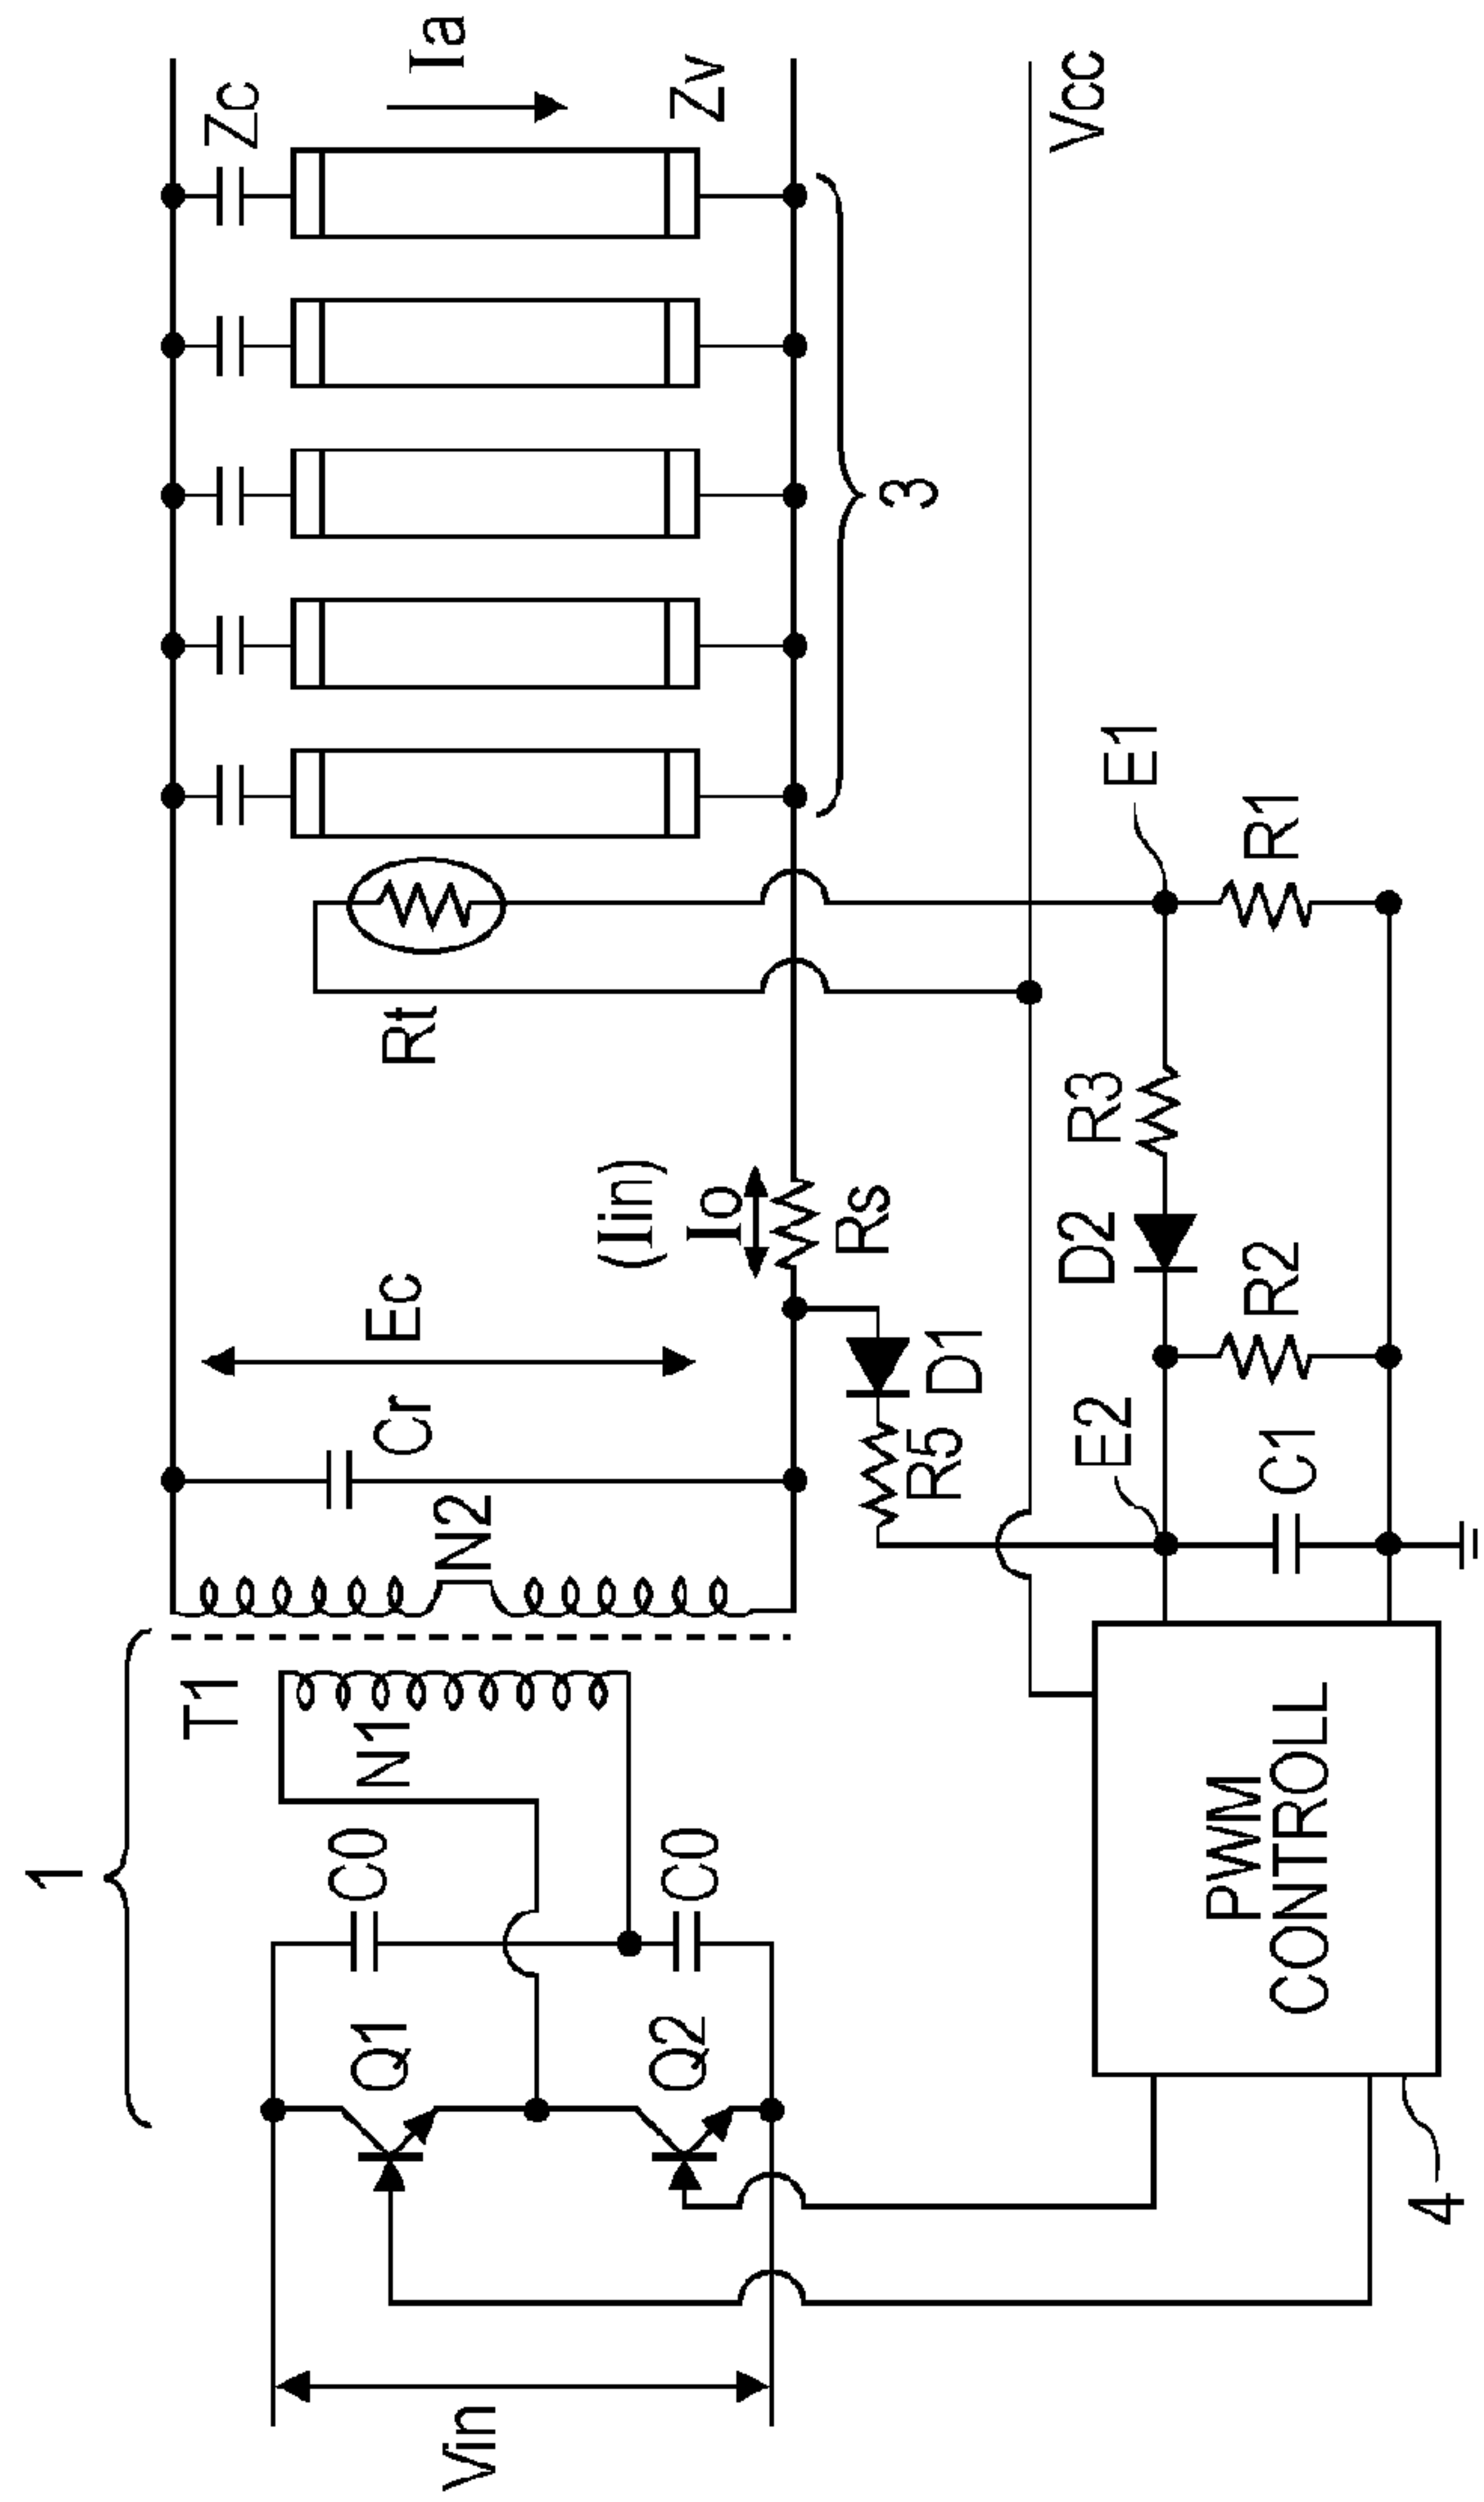 1
T1
Zc
Ia
Zv
Cr
Ec
N2
N1
Rt
(Iin)
Io
Rs
3
C0
C0
Q1
Q2
Vin
D1
R5
Vcc
E1
R3
D2
E2
R1
R2
C1
PWM
CONTROLL
4